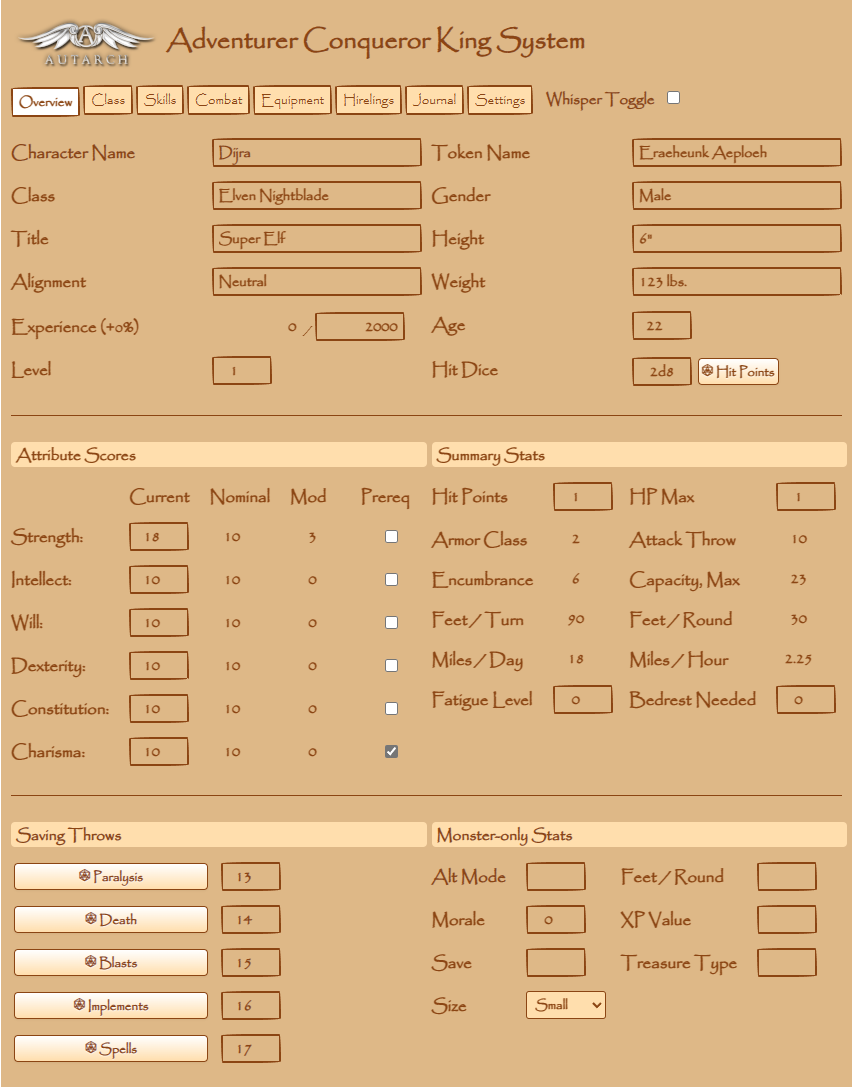 AUTARCH
Adventurer Conqueror King System
Overview Class Skills Combat Equipment Hirelings Journal Settings Whisper Toggle
Character Name Dijra Token Name Eraeheunk Aeploeh
Class Elven Nightblade Gender Male
Title Super Elf Height 6"
Alignment Neutral Weight 123 lbs.
Experience (+0%) 0 / 2000 Age 22
Level 1 Hit Dice 2d8 Hit Points
Attribute Scores Summary Stats
Current Nominal Mod Prereq Hit Points 1 HP Max 1
Strength: 18 10 3 Armor Class 2 Attack Throw 10
Intellect: 10 10 0 Encumbrance 6 Capacity, Max 23
Will: 10 10 0 Feet / Turn 90 Feet / Round 30
Dexterity: 10 10 0 Miles / Day 18 Miles / Hour 2.25
Constitution: 10 10 0 Fatigue Level 0 Bedrest Needed 0
Charisma: 10 10 0
Saving Throws Monster-only Stats
Paralysis 13 Alt Mode Feet / Round
Death 14 Morale 0 XP Value
Blasts 15 Save Treasure Type
Implements 16 Size Small
Spells 17